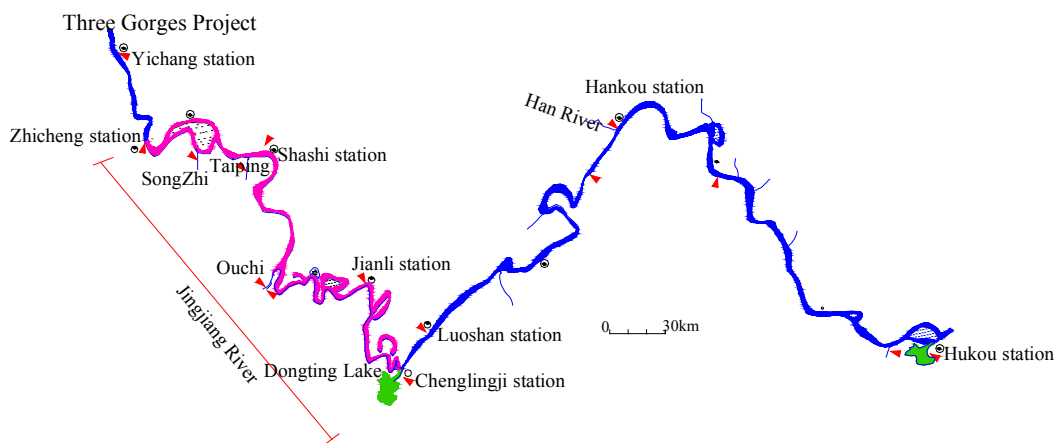 Three Gorges Project
Yichang station
Hankou station
Han River
Zhicheng station
Shashi station
Taiping
SongZhi
Ouchi
Jianli station
Jingjiang River
Luoshan station
0 30km
Hukou station
Dongting Lake
Chenglingji station